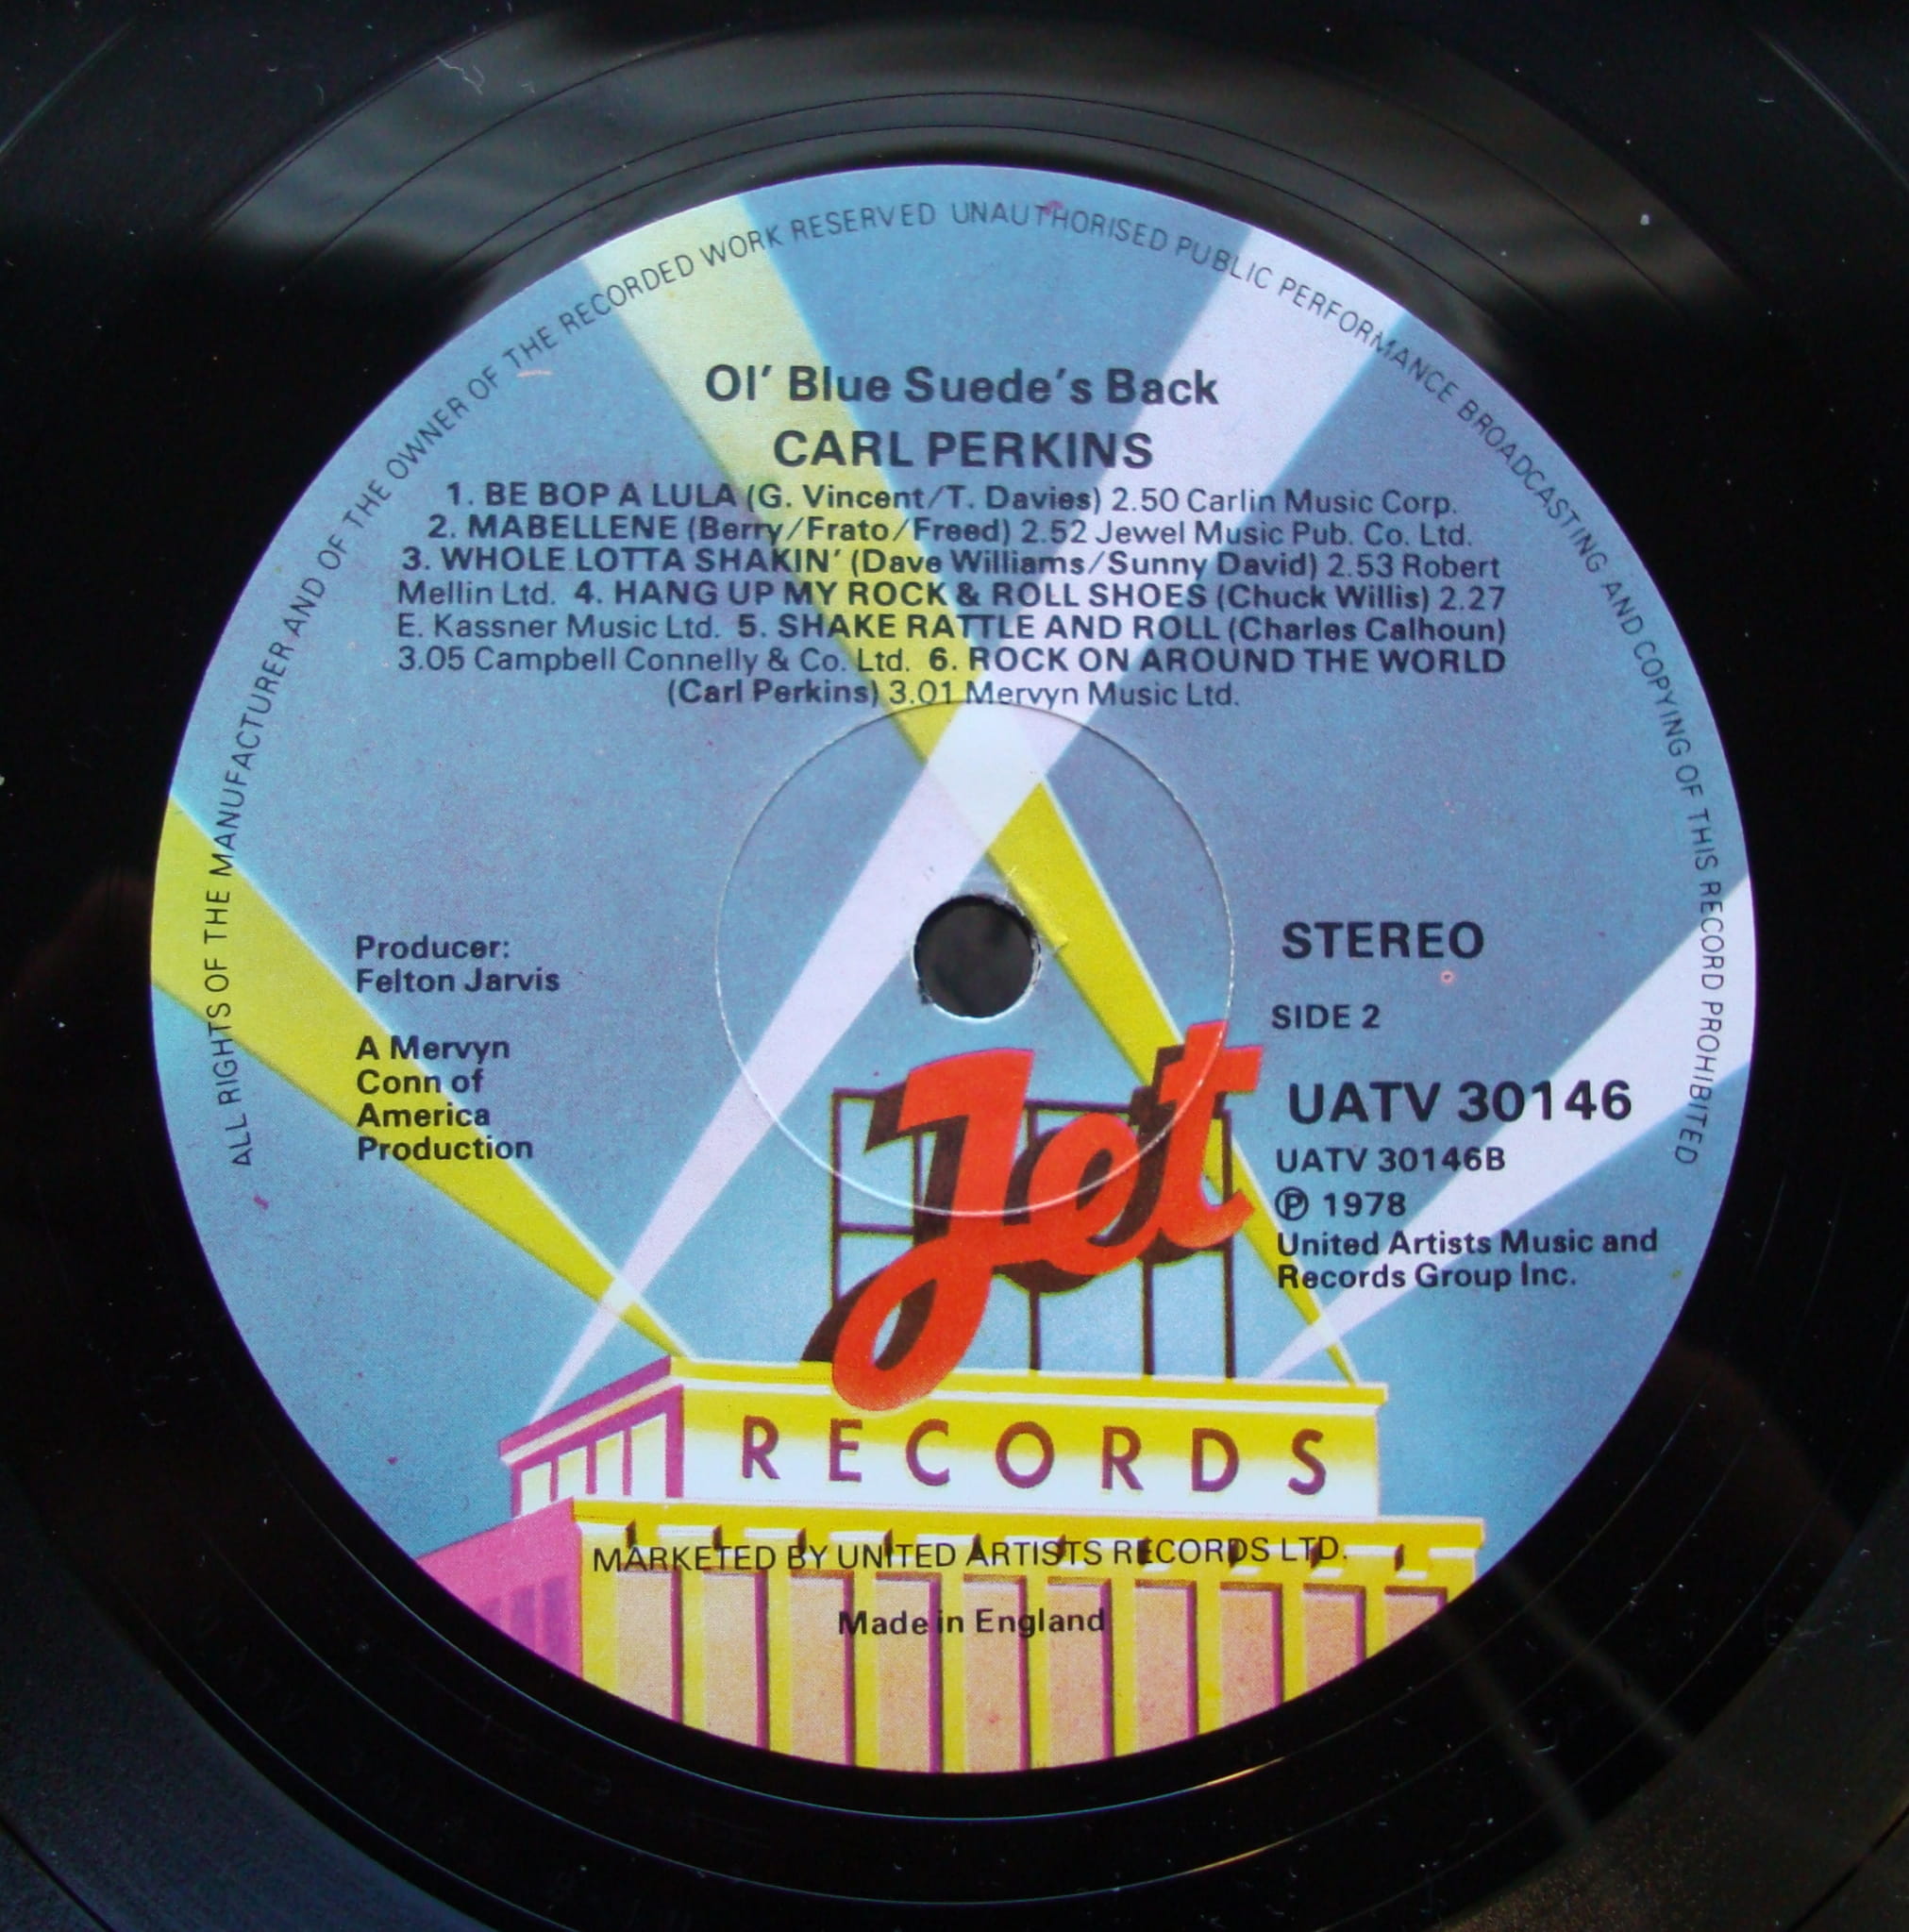 ALL RIGHTS OF THE MANUFACTURER AND OF THE OWNER OF THE RECORDED WORK RESERVED UNAUTHORISED PUBLIC PERFORMANCE BROADCASTING AND COPYING OF THIS RECORD PROHIBITED
Ol' Blue Suede's Back
CARL PERKINS
1. BE BOP A LULA (G. Vincent/T. Davies) 2.50 Carlin Music Corp.
2. MABELLENE (Berry/Frato/Freed) 2.52 Jewel Music Pub. Co. Ltd.
3. WHOLE LOTTA SHAKIN' (Dave Williams/Sunny David) 2.53 Robert
Mellin Ltd. 4. HANG UP MY ROCK & ROLL SHOES (Chuck Willis) 2.27
E. Kassner Music Ltd. 5. SHAKE RATTLE AND ROLL (Charles Calhoun)
3.05 Campbell Connelly & Co. Ltd. 6. ROCK ON AROUND THE WORLD
(Carl Perkins) 3.01 Mervyn Music Ltd.
Producer:
Felton Jarvis
A Mervyn
Conn of
America
Production
STEREO
SIDE 2
UATV 30146
UATV 30146B
Ⓟ 1978
United Artists Music and
Records Group Inc.
Jet
RECORDS
MARKETED BY UNITED ARTISTS RECORDS LTD.
Made in England